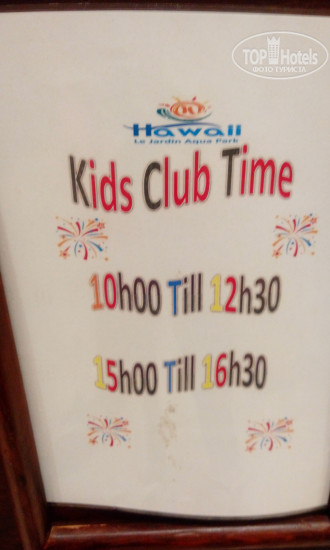 TOP Hotels
ФОТО ТУРИСТА
Hawaii
Le Jardin Aqua Park
Kids Club Time
10h00 Till 12h30
15h00 Till 16h30